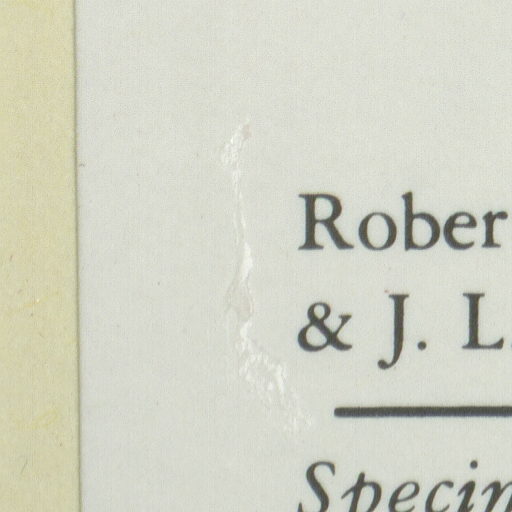 Rober
& J. L.
Specin